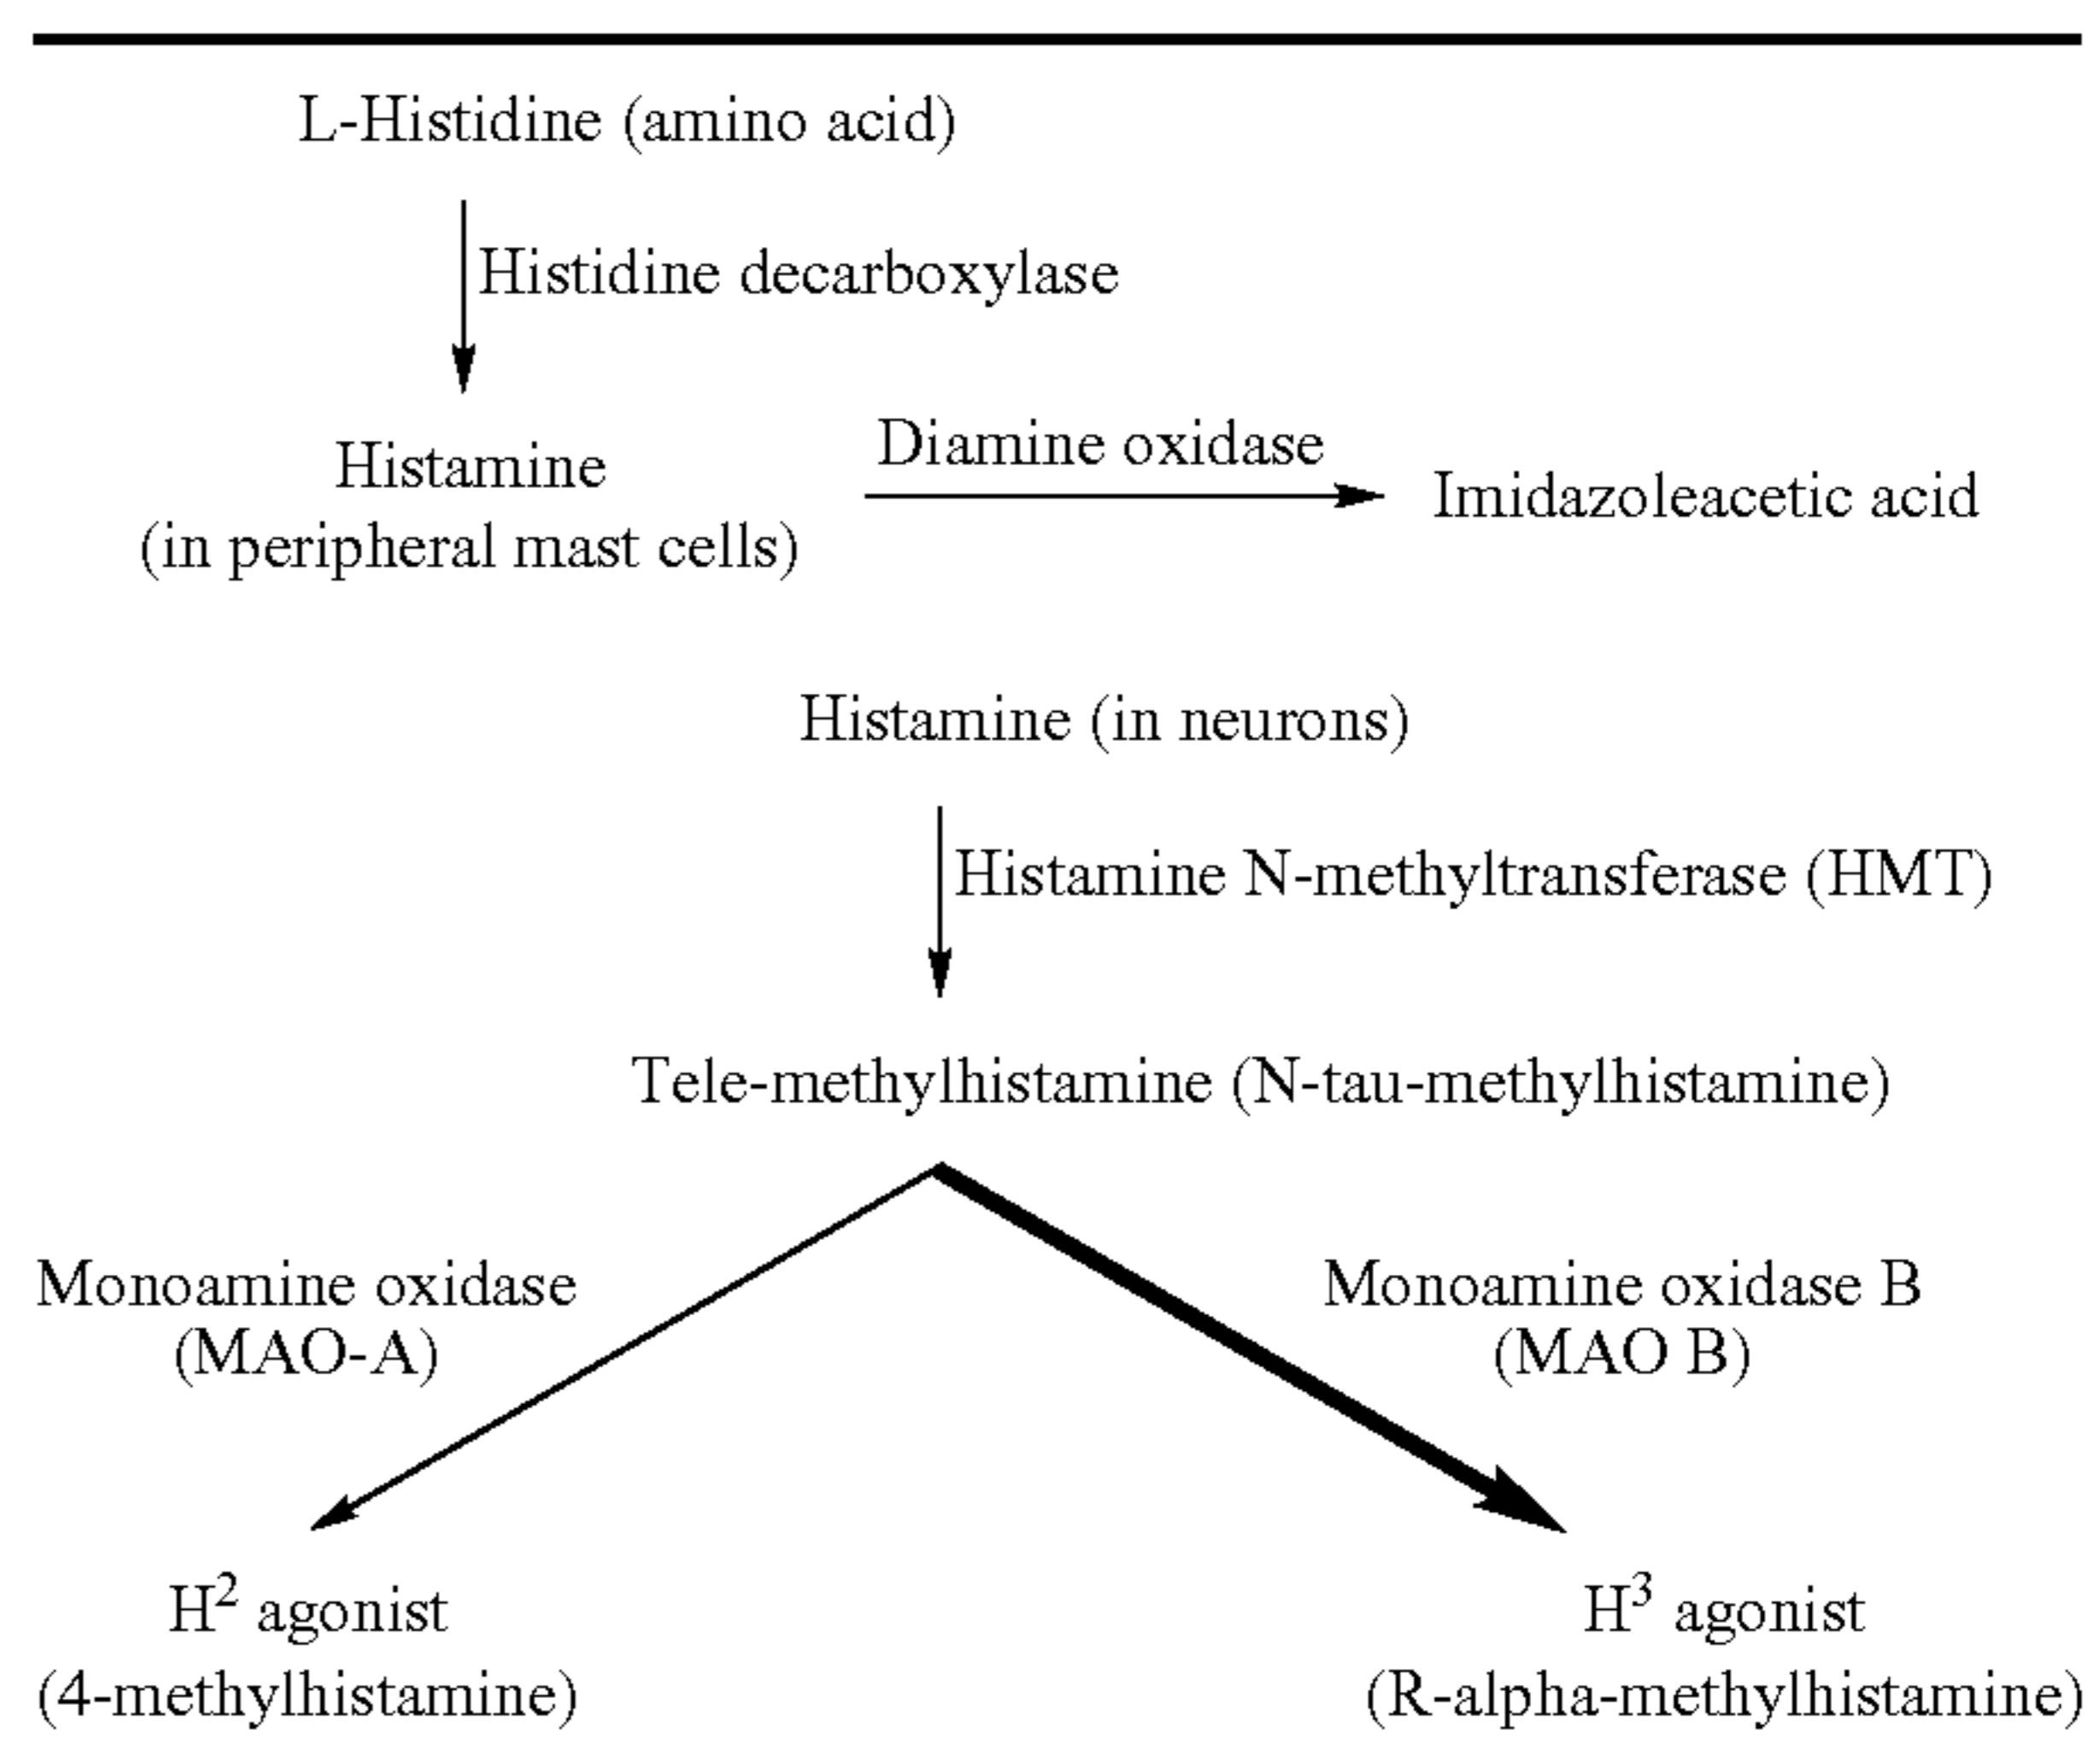 L-Histidine (amino acid)
Histidine decarboxylase
Histamine
(in peripheral mast cells)
Diamine oxidase
Imidazoleacetic acid
Histamine (in neurons)
Histamine N-methyltransferase (HMT)
Tele-methylhistamine (N-tau-methylhistamine)
Monoamine oxidase
(MAO-A)
Monoamine oxidase B
(MAO B)
H² agonist
(4-methylhistamine)
H³ agonist
(R-alpha-methylhistamine)